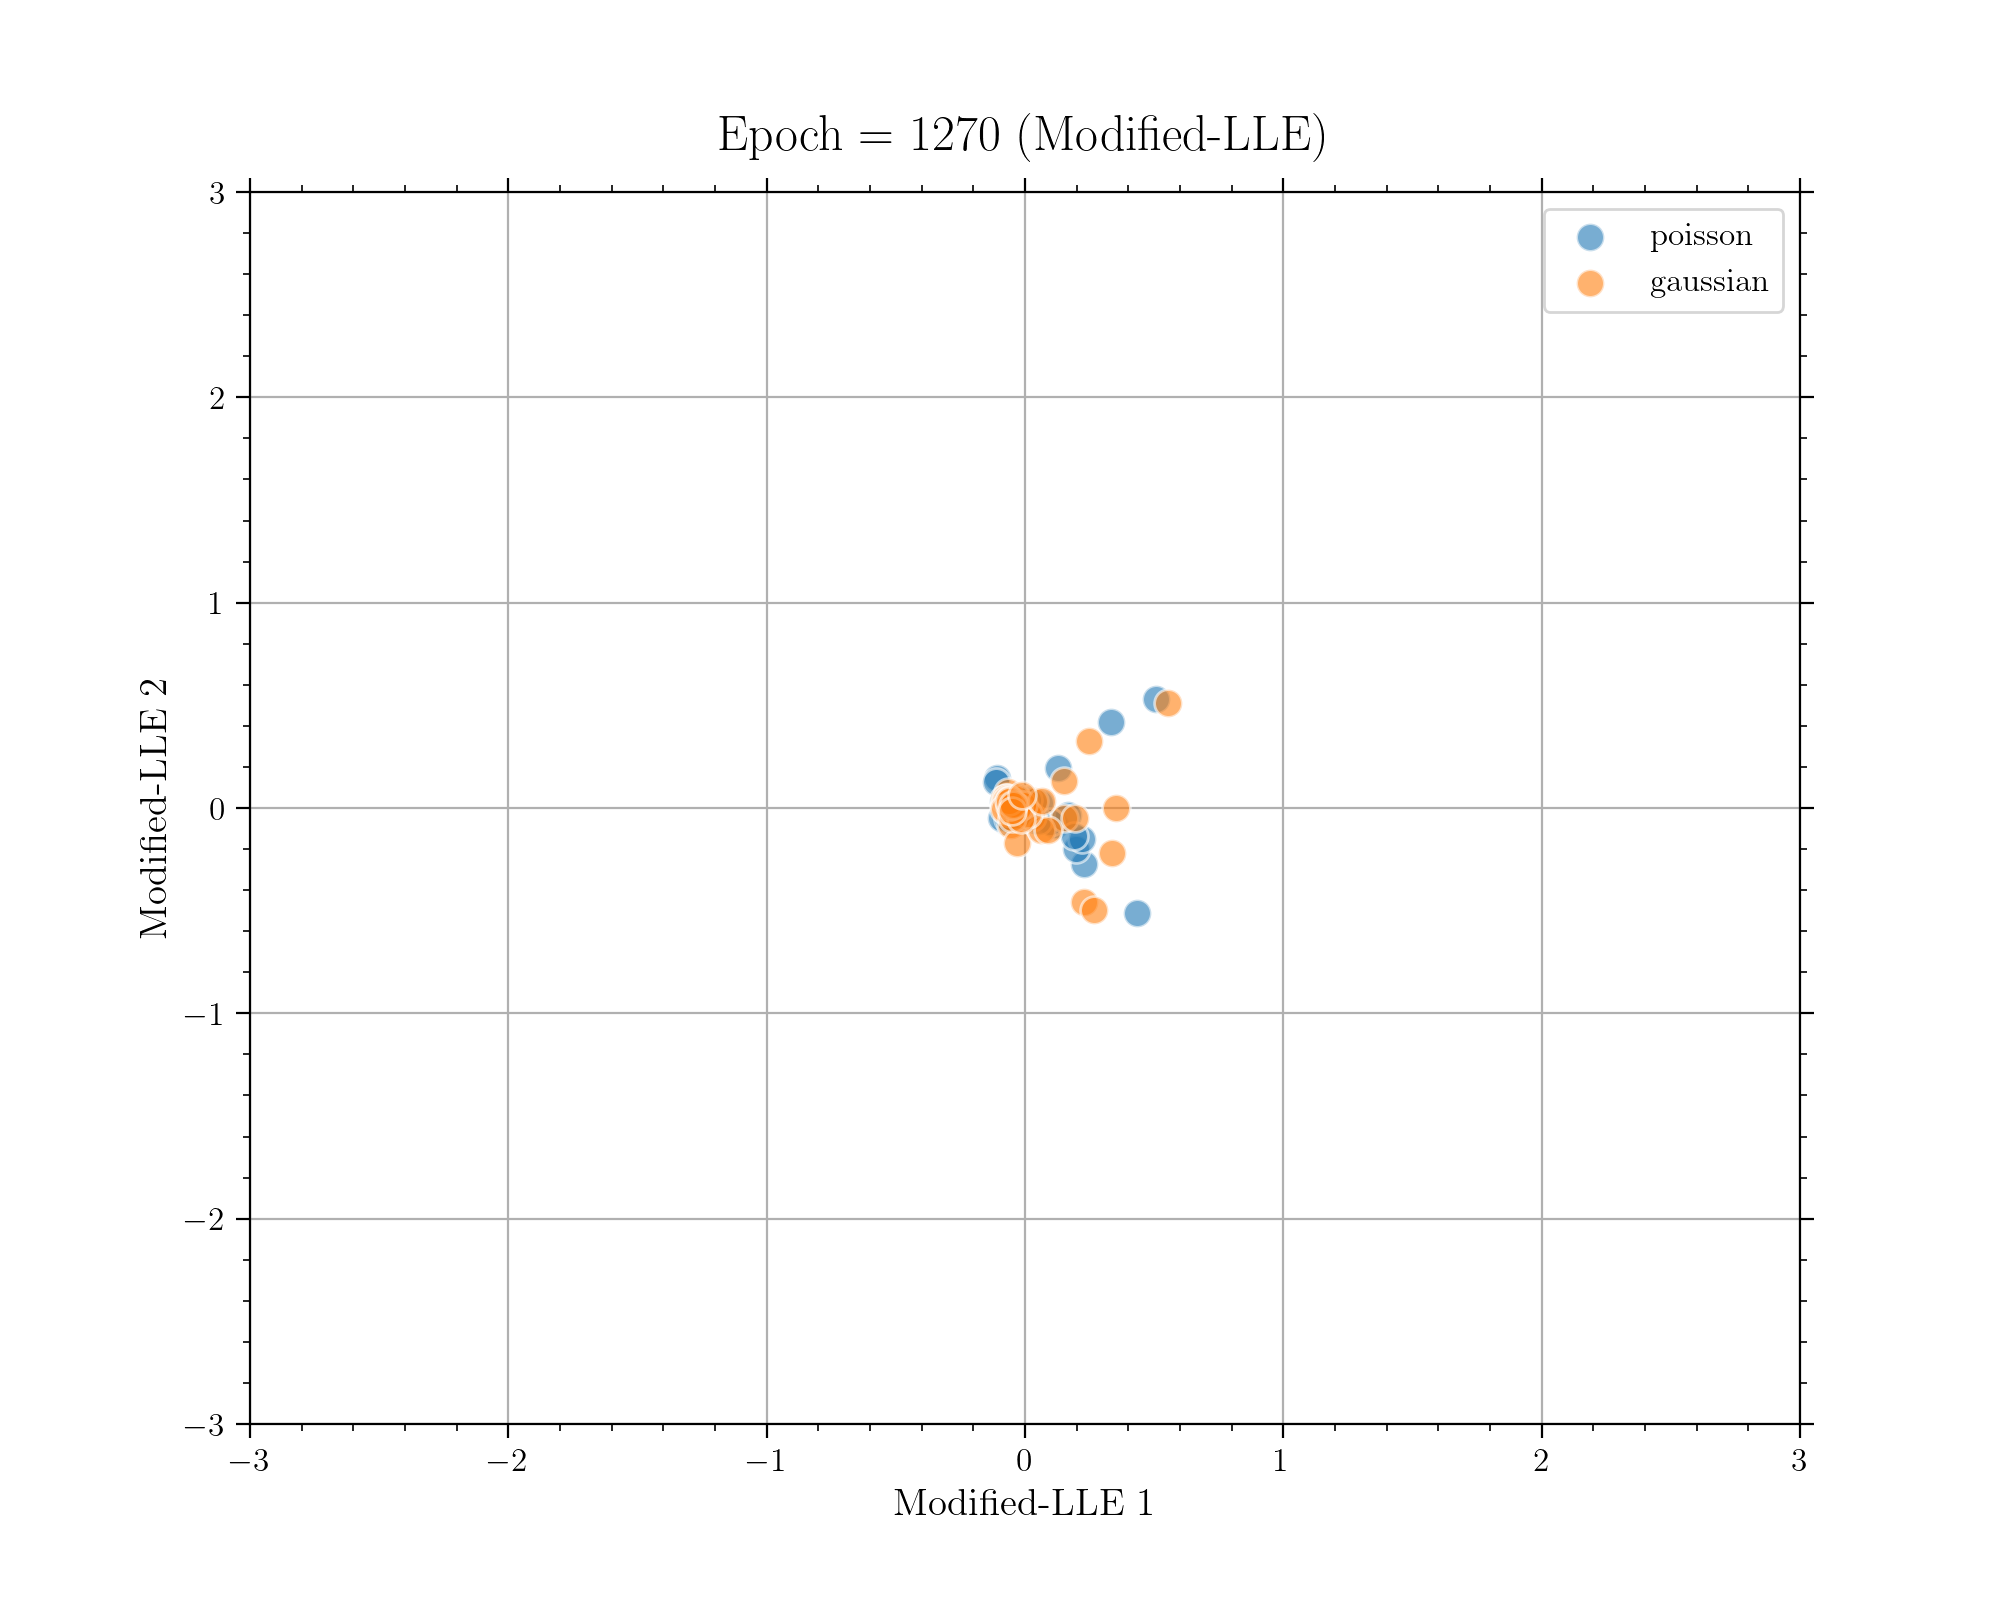 Epoch = 1270 (Modified-LLE)
poisson
gaussian
3
2
1
0
−1
−2
−3
Modified-LLE 2
−3 −2 −1 0 1 2 3
Modified-LLE 1